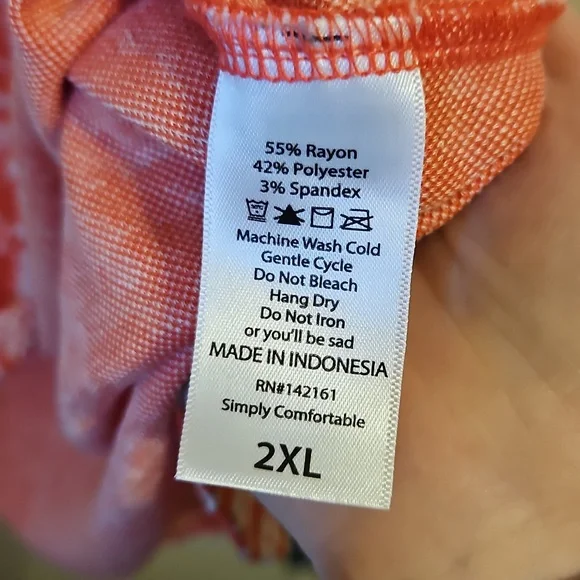 55% Rayon
42% Polyester
3% Spandex
Machine Wash Cold
Gentle Cycle
Do Not Bleach
Hang Dry
Do Not Iron
or you'll be sad
MADE IN INDONESIA
RN#142161
Simply Comfortable
2XL